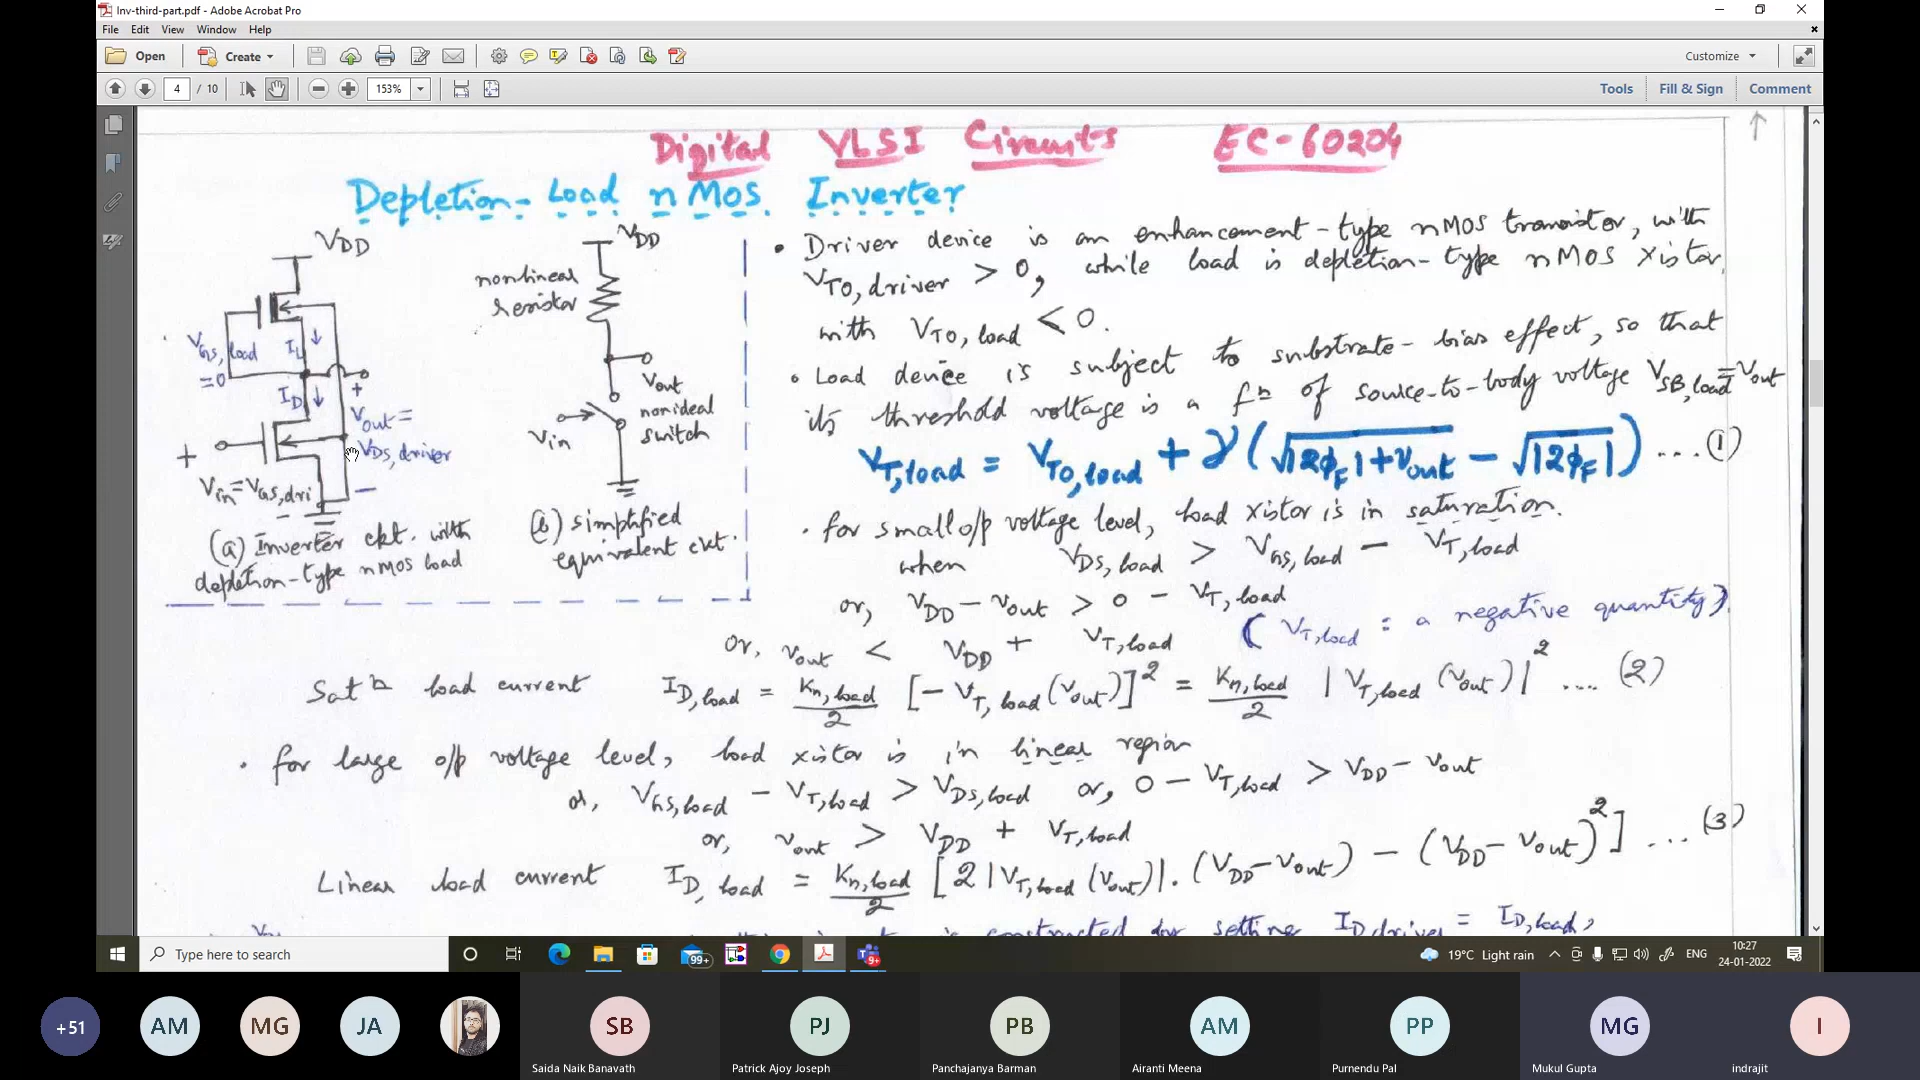 Inv-third-part.pdf - Adobe Acrobat Pro
File Edit View Window Help
Open Create Customize
4 / 10 153% Tools Fill & Sign Comment
Digital VLSI Circuits EC-60204
Depletion-Load nMOS Inverter
VDD
VGS,load =0
IL
ID
+
Vout = VDS,driver
+
Vin = VGS,dri
-
-
(a) Inverter ckt. with
depletion-type nMOS load
VDD
nonlinear
resistor
Vout
nonideal
switch
Vin
(b) simplified
equivalent ckt.
• Driver device is an enhancement-type nMOS transistor, with
VT0,driver > 0, while load is depletion-type nMOS xistor
with VT0,load < 0.
• Load device is subject to substrate-bias effect, so that
its threshold voltage is a fⁿ of source-to-body voltage VSB,load = Vout
VT,load = VT0,load + γ(√|2φF|+Vout - √|2φF|) ...(1)
• for small o/p voltage level, load xistor is in saturation.
when VDS,load > VGS,load - VT,load
or, VDD - Vout > 0 - VT,load
(VT,load = a negative quantity)
or, Vout < VDD + VT,load
Satⁿ load current ID,load = Kn,load/2 [-VT,load(Vout)]² = Kn,load/2 |VT,load(Vout)|² .... (2)
• for large o/p voltage level, load xistor is in linear region
or, VGS,load - VT,load > VDS,load or, 0 - VT,load > VDD - Vout
or, Vout > VDD + VT,load
Linear load current ID,load = Kn,load/2 [2|VT,load(Vout)|.(VDD-Vout) - (VDD-Vout)²] ... (3)
is constructed by setting ID,driver = ID,load,
Type here to search
99+
9+
19°C Light rain
ENG
10:27
24-01-2022
+51 AM MG JA SB PJ PB AM PP MG I
Saida Naik Banavath Patrick Ajoy Joseph Panchajanya Barman Airanti Meena Purnendu Pal Mukul Gupta indrajit